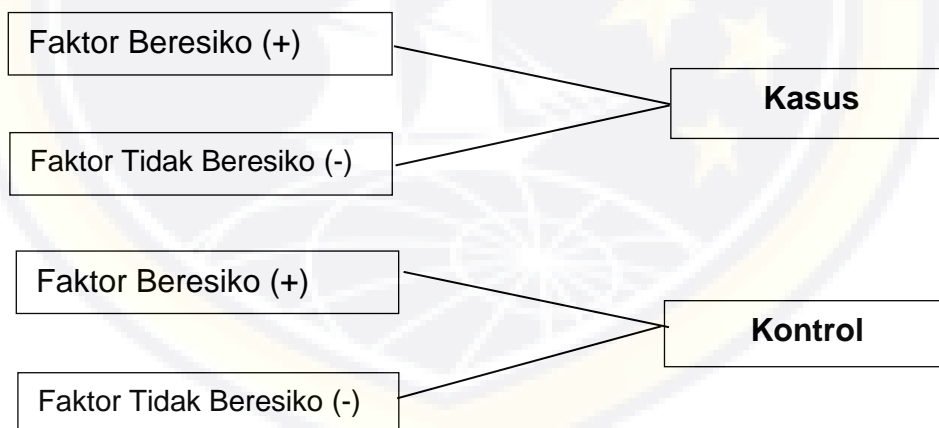 Faktor Beresiko (+)
Kasus
Faktor Tidak Beresiko (-)
Faktor Beresiko (+)
Kontrol
Faktor Tidak Beresiko (-)